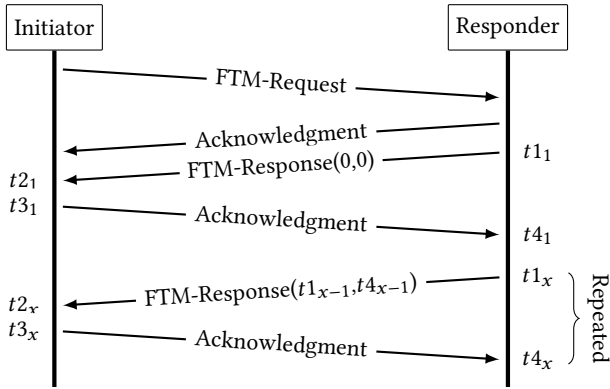 Initiator
Responder
FTM-Request
Acknowledgment
FTM-Response(0,0)
t1₁
t2₁
t3₁
Acknowledgment
t4₁
t1ₓ
FTM-Response(t1ₓ₋₁,t4ₓ₋₁)
t2ₓ
t3ₓ
Acknowledgment
t4ₓ
Repeated